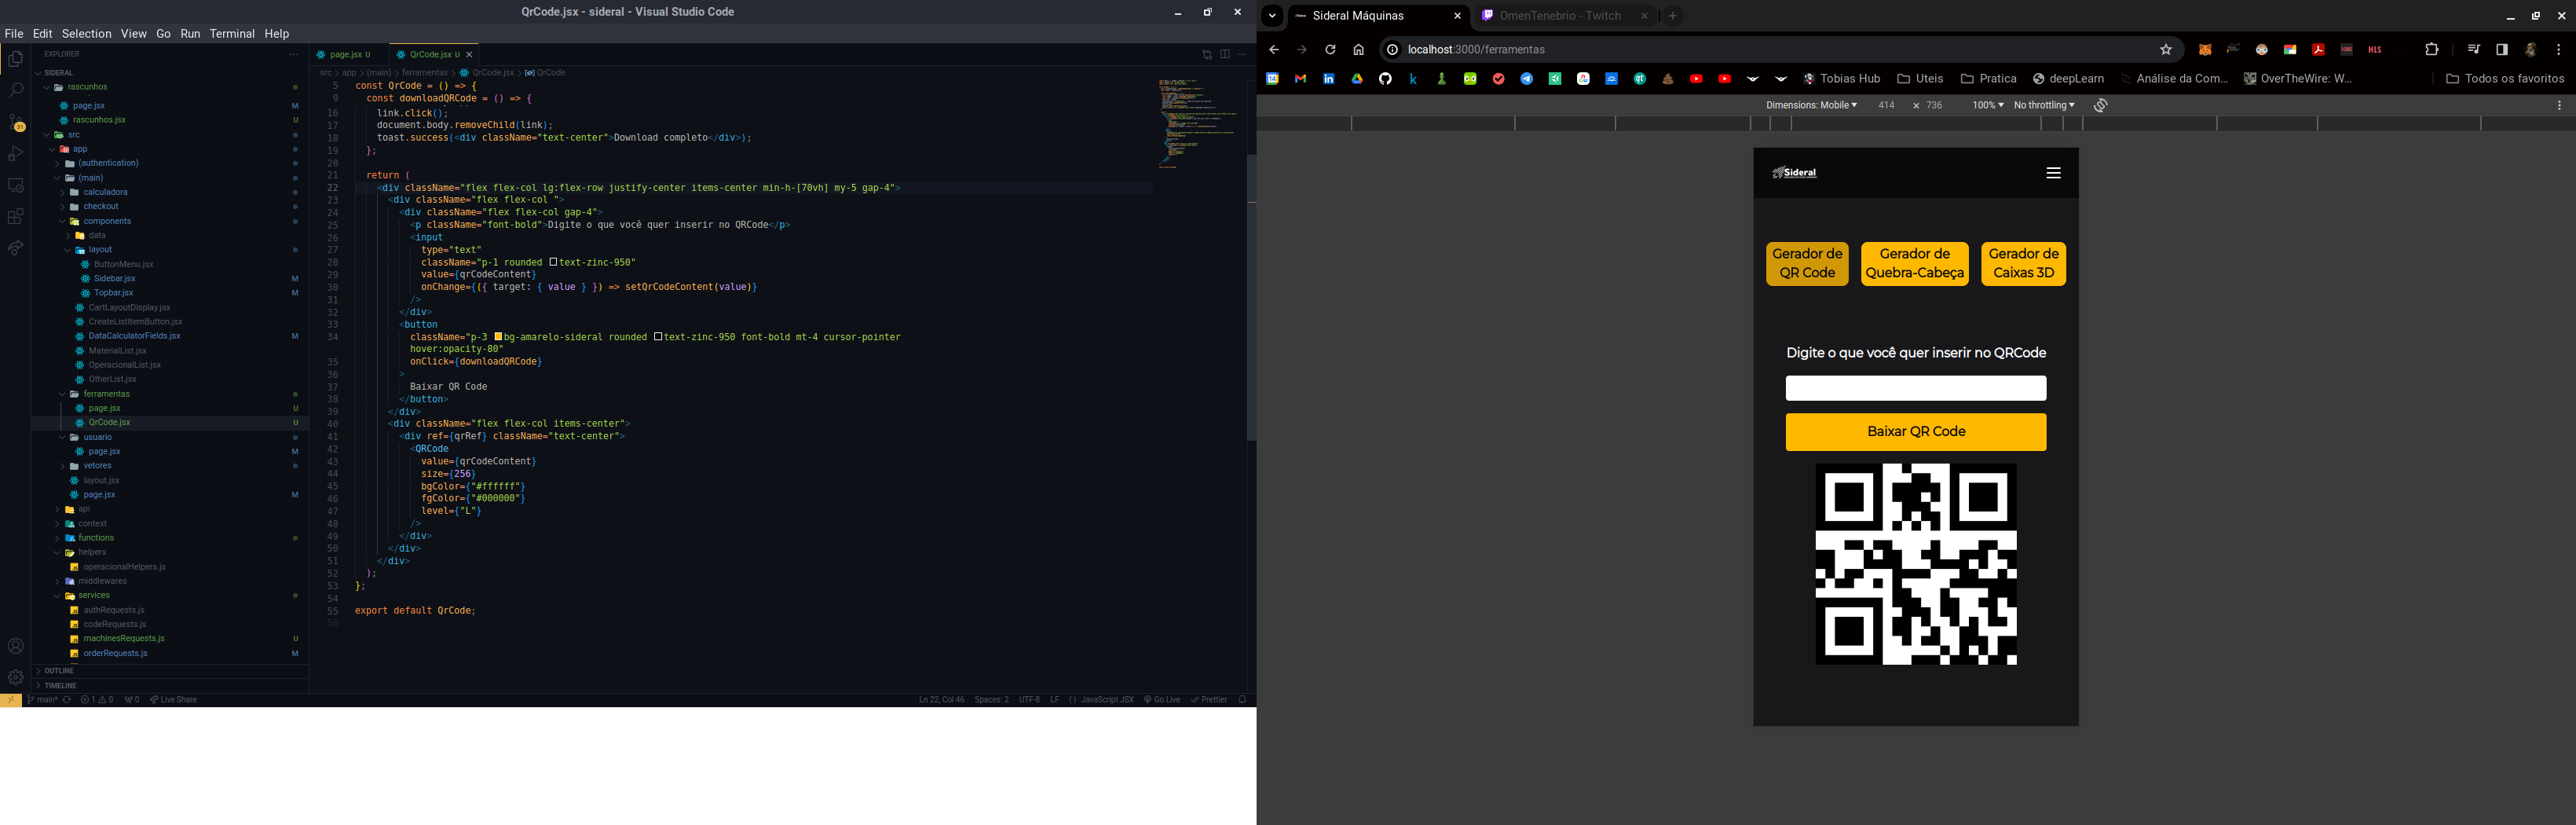 QrCode.jsx - sideral - Visual Studio Code
File Edit Selection View Go Run Terminal Help
EXPLORER
SIDERAL
rascunhos
page.jsx M
rascunhos.jsx U
src
app
(authentication)
(main)
calculadora
checkout
components
data
layout
ButtonMenu.jsx
Sidebar.jsx M
Topbar.jsx M
CartLayoutDisplay.jsx
CreateListItemButton.jsx
DataCalculatorFields.jsx M
MaterialList.jsx
OperacionalList.jsx
OtherList.jsx
ferramentas
page.jsx U
QrCode.jsx U
usuario
page.jsx M
vetores
layout.jsx
page.jsx M
api
context
functions
helpers
operacionalHelpers.js
middlewares
services
authRequests.js
codeRequests.js
machinesRequests.js U
orderRequests.js M
OUTLINE
TIMELINE
page.jsx U QrCode.jsx U
src > app > (main) > ferramentas > QrCode.jsx > QrCode
5 const QrCode = () => {
9 const downloadQRCode = () => {
16 link.click();
17 document.body.removeChild(link);
18 toast.success(<div className="text-center">Download completo</div>);
19 };
20
21 return (
22 <div className="flex flex-col lg:flex-row justify-center items-center min-h-[70vh] my-5 gap-4">
23 <div className="flex flex-col ">
24 <div className="flex flex-col gap-4">
25 <p className="font-bold">Digite o que você quer inserir no QRCode</p>
26 <input
27 type="text"
28 className="p-1 rounded text-zinc-950"
29 value={qrCodeContent}
30 onChange={({ target: { value } }) => setQrCodeContent(value)}
31 />
32 </div>
33 <button
34 className="p-3 bg-amarelo-sideral rounded text-zinc-950 font-bold mt-4 cursor-pointer
hover:opacity-80"
35 onClick={downloadQRCode}
36 >
37 Baixar QR Code
38 </button>
39 </div>
40 <div className="flex flex-col items-center">
41 <div ref={qrRef} className="text-center">
42 <QRCode
43 value={qrCodeContent}
44 size={256}
45 bgColor={"#ffffff"}
46 fgColor={"#000000"}
47 level={"L"}
48 />
49 </div>
50 </div>
51 </div>
52 );
53 };
54
55 export default QrCode;
56
main* 1 0 0 Live Share
Ln 22, Col 46 Spaces: 2 UTF-8 LF JavaScript JSX Go Live Prettier
Sideral Máquinas OmenTenebrio - Twitch
localhost:3000/ferramentas
Tobias Hub Uteis Pratica deepLearn Análise da Com... OverTheWire: W... Todos os favoritos
Dimensions: Mobile 414 × 736 100% No throttling
Sideral
Gerador de
QR Code
Gerador de
Quebra-Cabeça
Gerador de
Caixas 3D
Digite o que você quer inserir no QRCode
Baixar QR Code